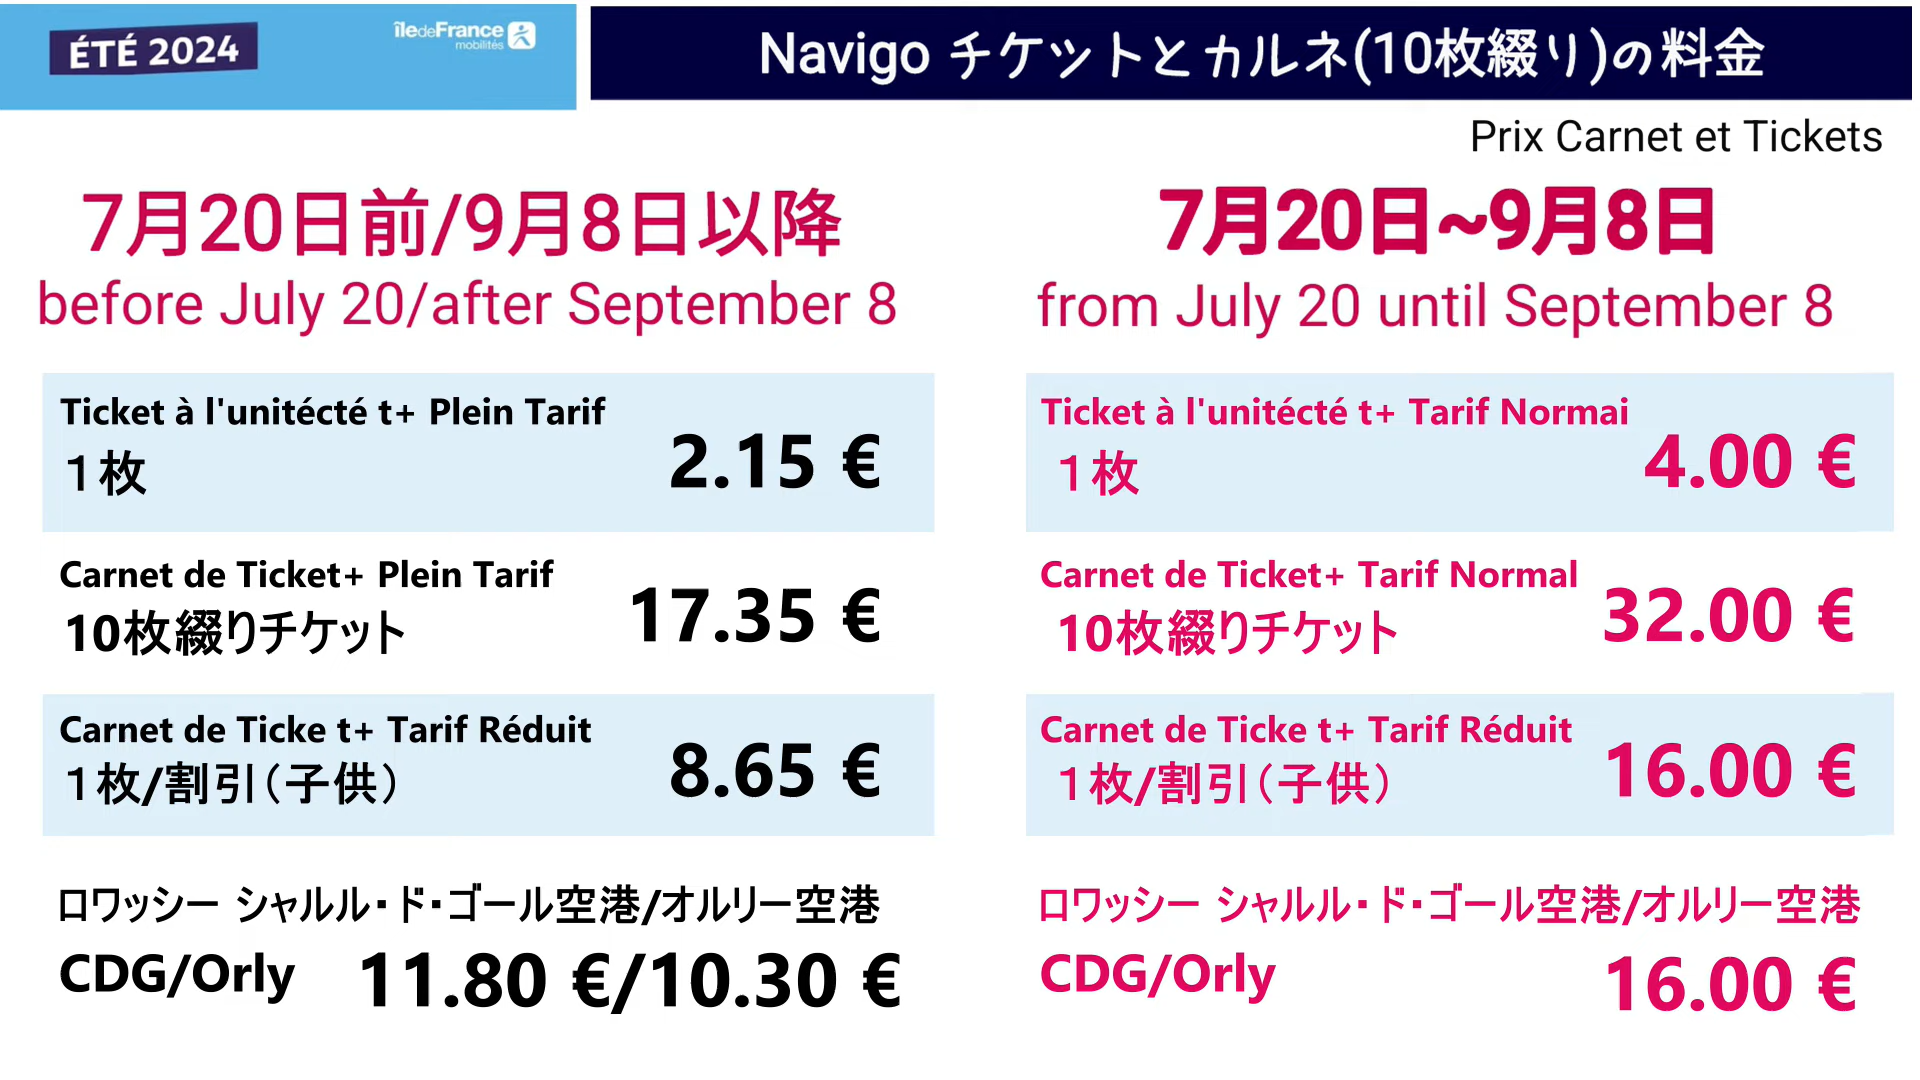 ÉTÉ 2024
îledeFrance
mobilités
Navigo チケットとカルネ(10枚綴り)の料金
Prix Carnet et Tickets
7月20日前/9月8日以降
before July 20/after September 8
Ticket à l'unitécté t+ Plein Tarif
１枚
2.15 €
Carnet de Ticket+ Plein Tarif
10枚綴りチケット
17.35 €
Carnet de Ticke t+ Tarif Réduit
１枚/割引（子供）
8.65 €
ロワッシー シャルル・ド・ゴール空港/オルリー空港
CDG/Orly 11.80 €/10.30 €
7月20日~9月8日
from July 20 until September 8
Ticket à l'unitécté t+ Tarif Normai
１枚
4.00 €
Carnet de Ticket+ Tarif Normal
10枚綴りチケット
32.00 €
Carnet de Ticke t+ Tarif Réduit
１枚/割引（子供）
16.00 €
ロワッシー シャルル・ド・ゴール空港/オルリー空港
CDG/Orly 16.00 €